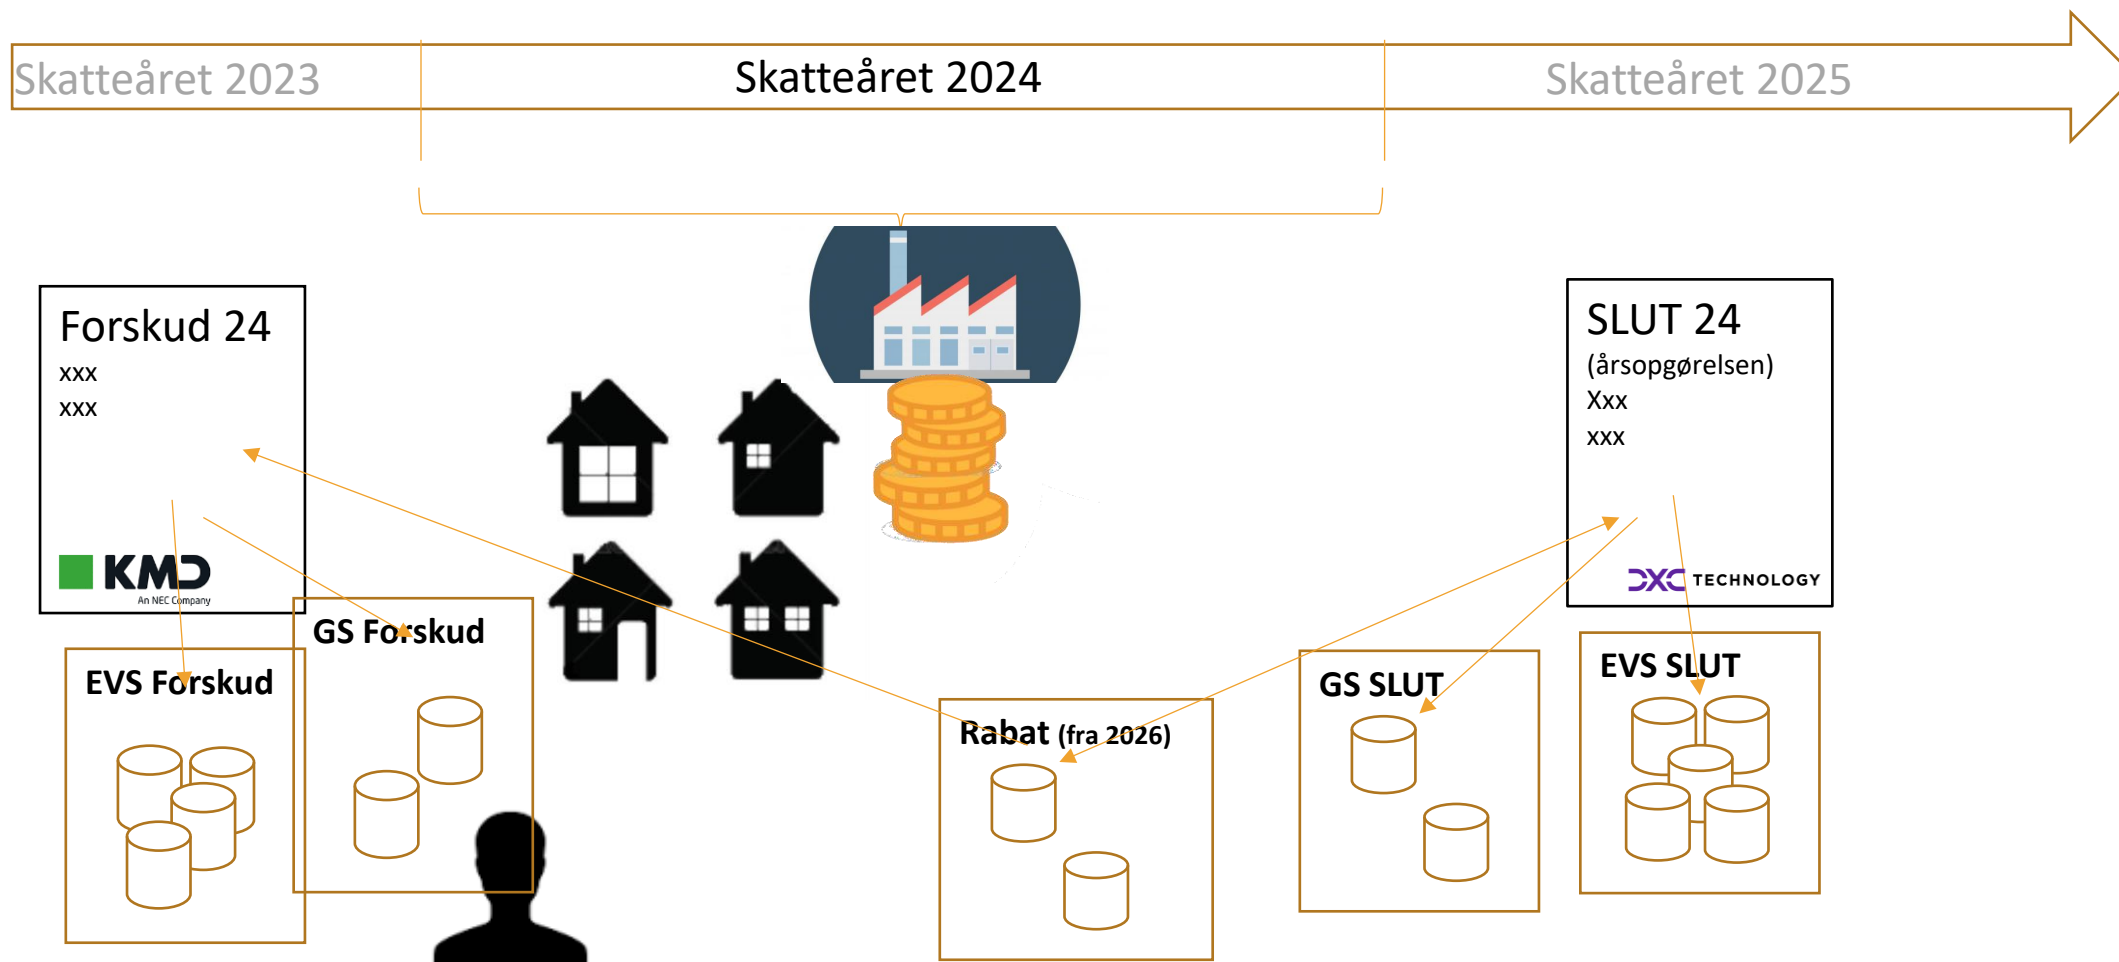 Skatteåret 2023
Skatteåret 2024
Skatteåret 2025
Forskud 24
xxx
xxx
KMD
An NEC Company
SLUT 24
(årsopgørelsen)
Xxx
xxx
DXC TECHNOLOGY
GS Forskud
EVS Forskud
Rabat (fra 2026)
GS SLUT
EVS SLUT